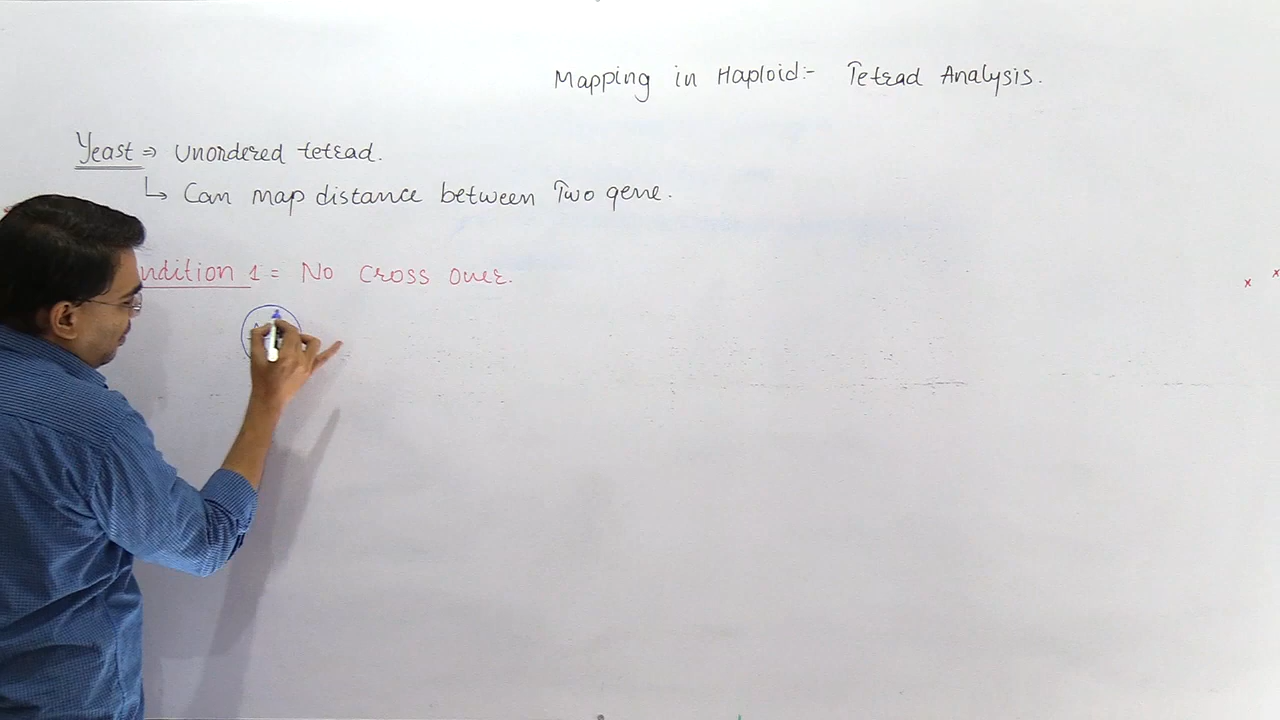 Mapping in Haploid:- Tetrad Analysis.
Yeast ⇒ Unordered tetrad.
↳ Can map distance between Two gene.
ndition 1 = No Cross over.
x x